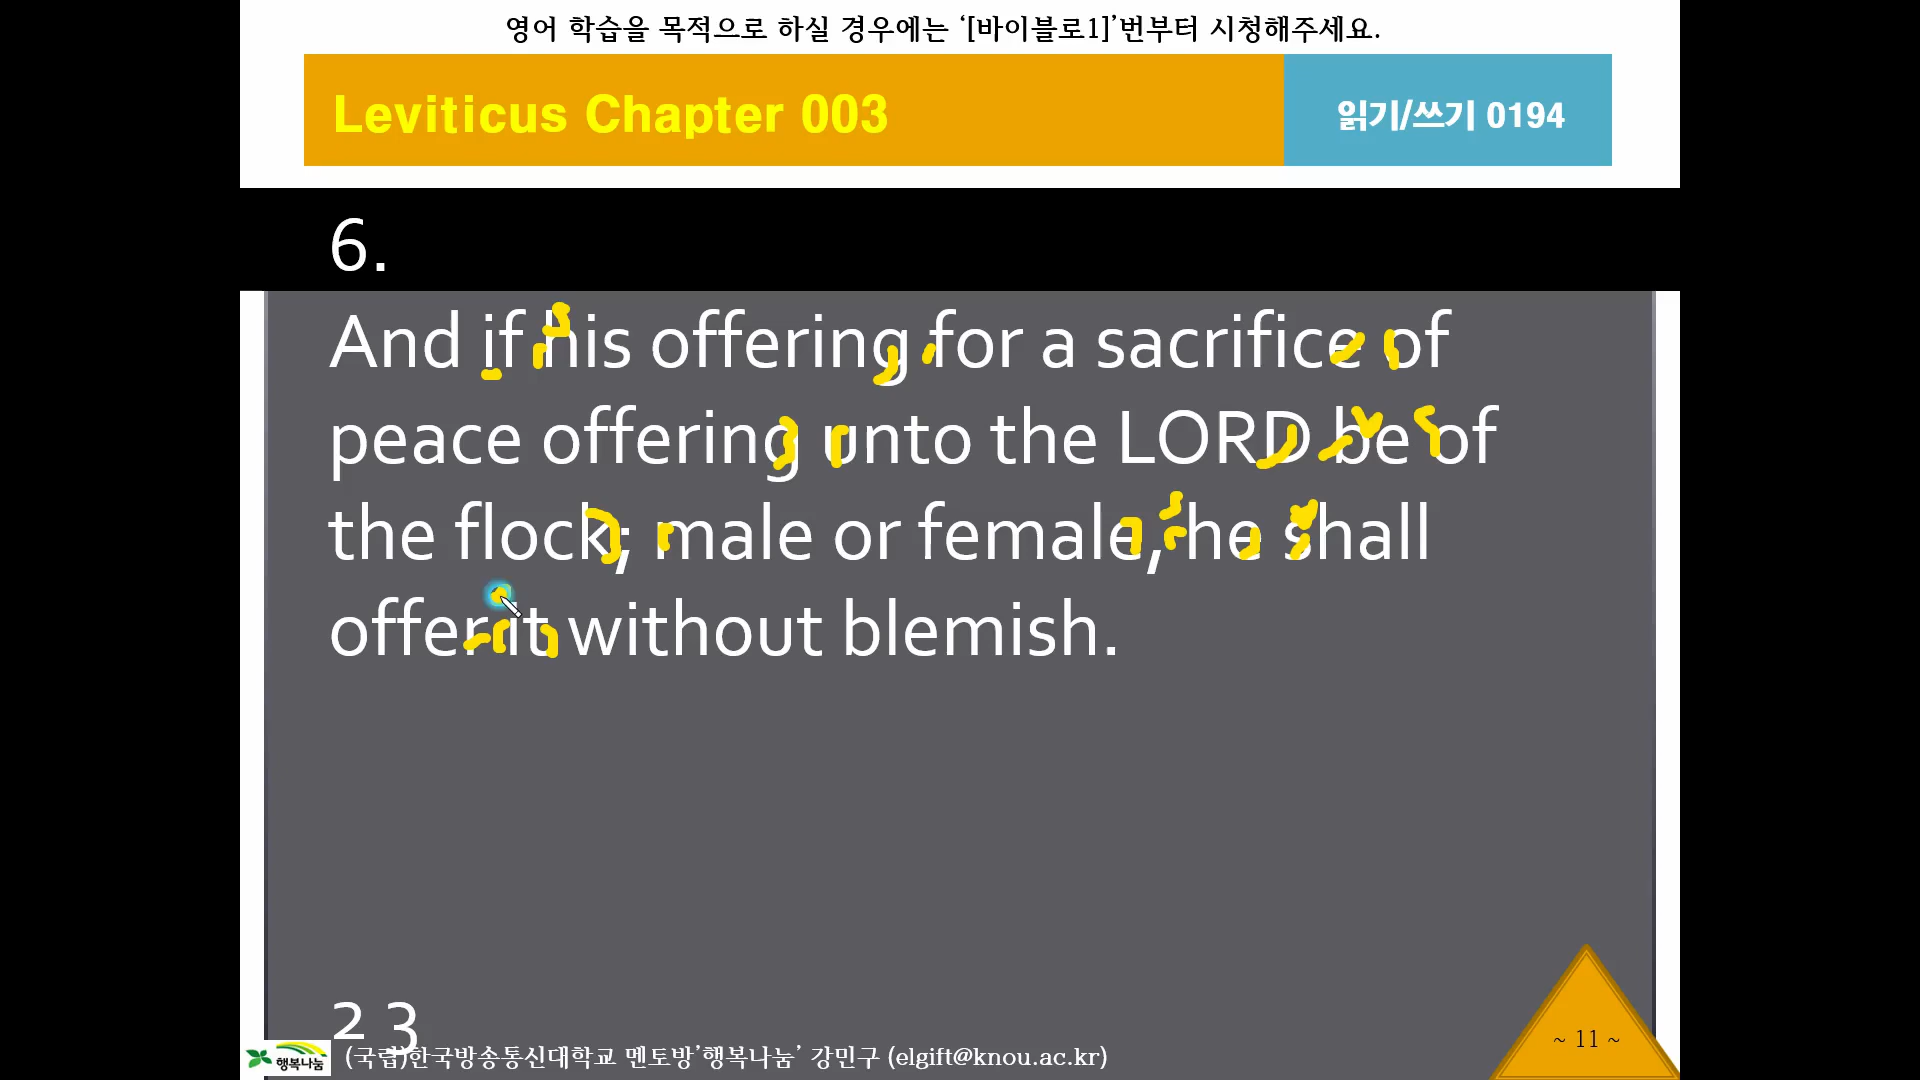 영어 학습을 목적으로 하실 경우에는 ‘[바이블로1]’번부터 시청해주세요.
Leviticus Chapter 003
읽기/쓰기 0194
6.
And if his offering for a sacrifice of
peace offering unto the LORD be of
the flock; male or female, he shall
offer it without blemish.
2 3
행복나눔
(국립)한국방송통신대학교 멘토방’행복나눔’ 강민구 (elgift@knou.ac.kr)
~ 11 ~